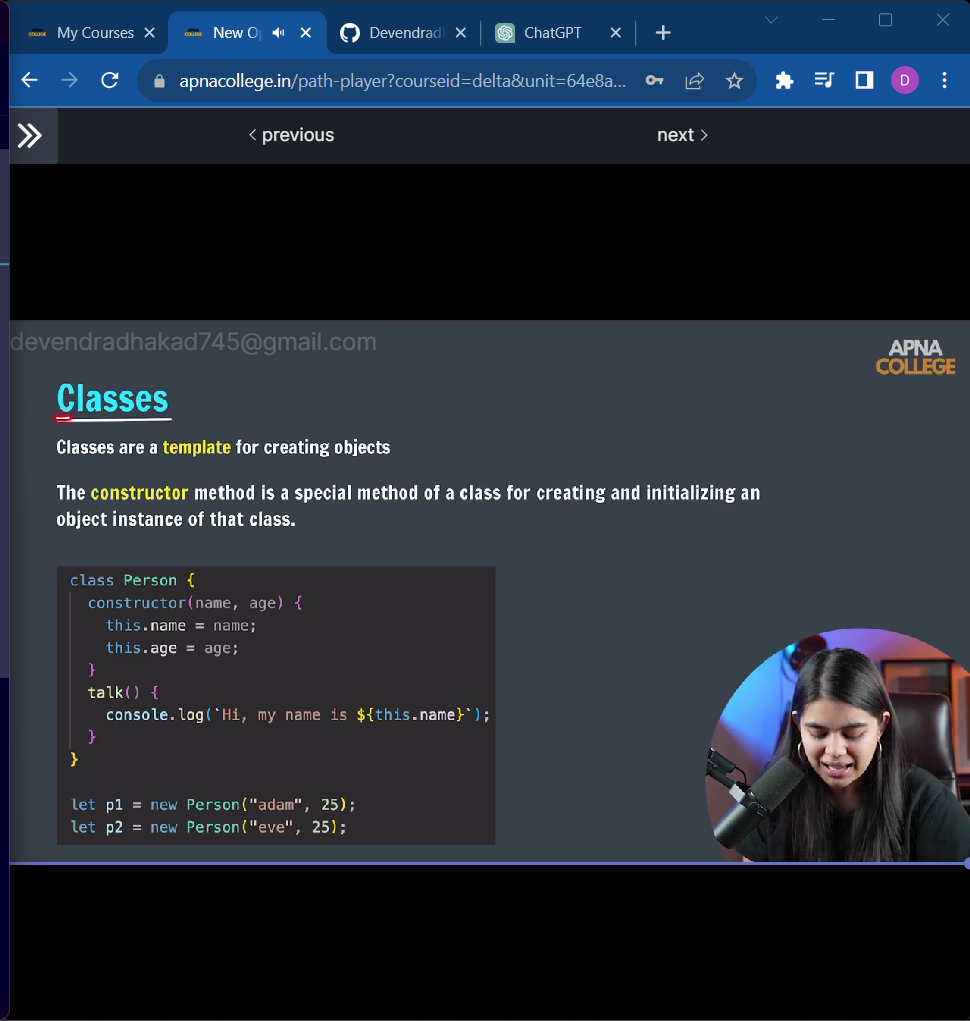 My Courses
New O
Devendrad
ChatGPT
apnacollege.in/path-player?courseid=delta&unit=64e8a...
D
< previous
next >
devendradhakad745@gmail.com
APNA
COLLEGE
Classes
Classes are a template for creating objects
The constructor method is a special method of a class for creating and initializing an
object instance of that class.
class Person {
constructor(name, age) {
this.name = name;
this.age = age;
}
talk() {
console.log(`Hi, my name is ${this.name}`);
}
}
let p1 = new Person("adam", 25);
let p2 = new Person("eve", 25);